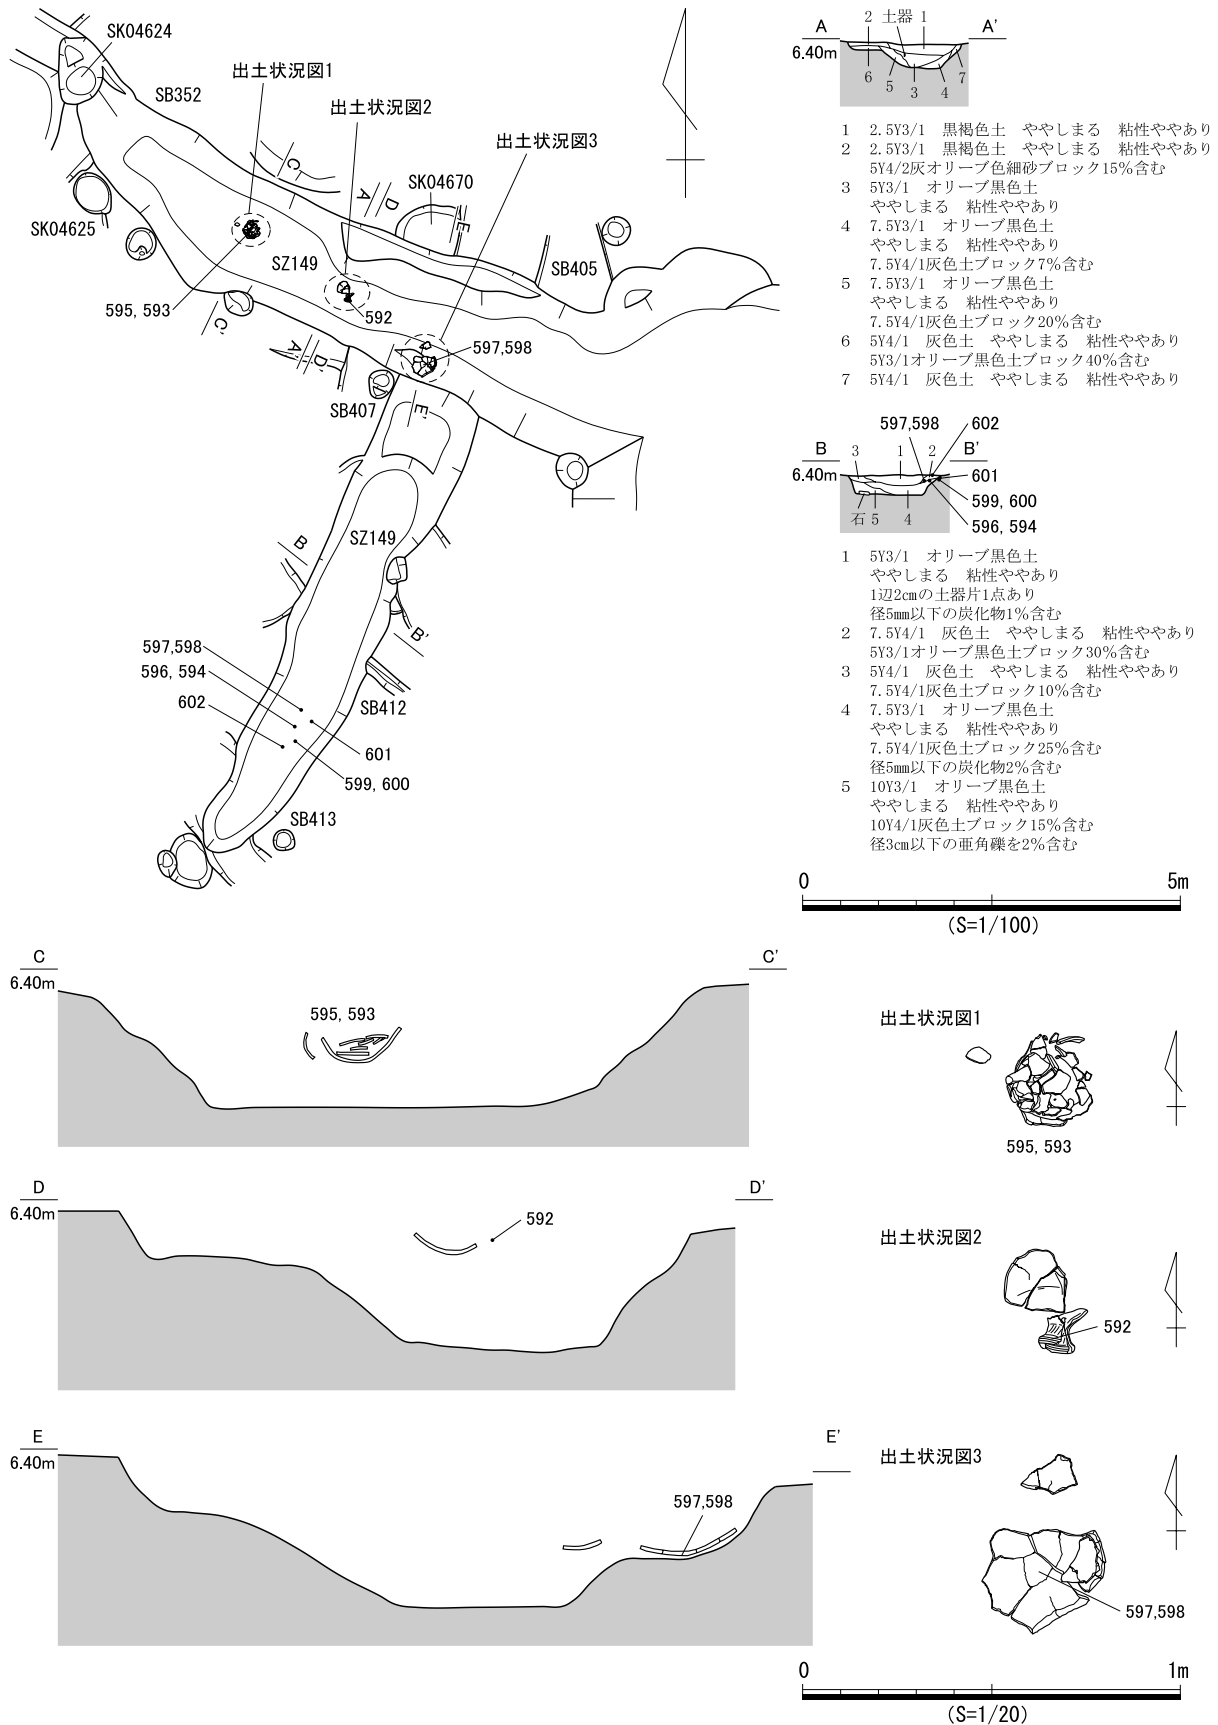 SK04624
出土状況図1
SB352
出土状況図2
出土状況図3
C
A
D
SK04670
E
SK04625
SZ149
SB405
595, 593
592
C'
597,598
A'
D'
SB407
E'
SZ149
B
B'
597,598
596, 594
602
SB412
601
599, 600
SB413
2 土器 1
A A'
6.40m
6 5 3 4 7
1 2.5Y3/1 黒褐色土 ややしまる 粘性ややあり
2 2.5Y3/1 黒褐色土 ややしまる 粘性ややあり
5Y4/2灰オリーブ色細砂ブロック15%含む
3 5Y3/1 オリーブ黒色土
ややしまる 粘性ややあり
4 7.5Y3/1 オリーブ黒色土
ややしまる 粘性ややあり
7.5Y4/1灰色土ブロック7%含む
5 7.5Y3/1 オリーブ黒色土
ややしまる 粘性ややあり
7.5Y4/1灰色土ブロック20%含む
6 5Y4/1 灰色土 ややしまる 粘性ややあり
5Y3/1オリーブ黒色土ブロック40%含む
7 5Y4/1 灰色土 ややしまる 粘性ややあり
597,598 602
B 3 1 2 B'
6.40m 601
599, 600
石 5 4 596, 594
1 5Y3/1 オリーブ黒色土
ややしまる 粘性ややあり
1辺2cmの土器片1点あり
径5mm以下の炭化物1%含む
2 7.5Y4/1 灰色土 ややしまる 粘性ややあり
5Y3/1オリーブ黒色土ブロック30%含む
3 5Y4/1 灰色土 ややしまる 粘性ややあり
7.5Y4/1灰色土ブロック10%含む
4 7.5Y3/1 オリーブ黒色土
ややしまる 粘性ややあり
7.5Y4/1灰色土ブロック25%含む
径5mm以下の炭化物2%含む
5 10Y3/1 オリーブ黒色土
ややしまる 粘性ややあり
10Y4/1灰色土ブロック15%含む
径3cm以下の亜角礫を2%含む
0 5m
(S=1/100)
C C'
6.40m
595, 593
出土状況図1
595, 593
D D'
6.40m
592
出土状況図2
592
E E'
6.40m
597,598
出土状況図3
597,598
0 1m
(S=1/20)